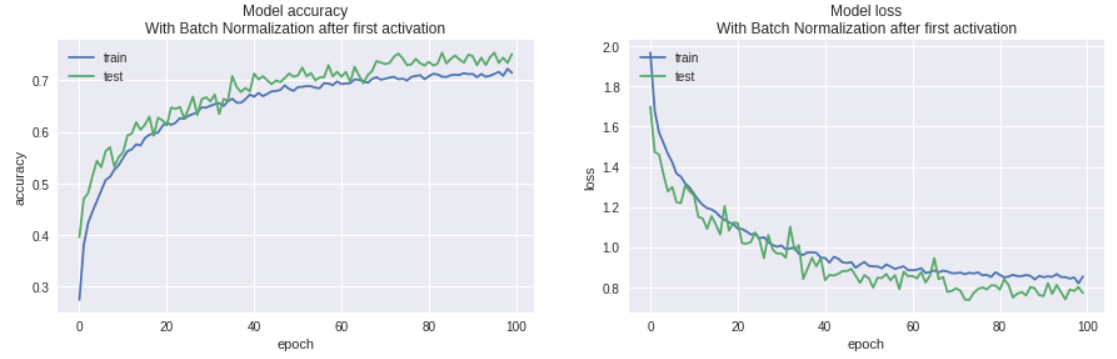 Model accuracy
With Batch Normalization after first activation
train
test
0.7
0.6
0.5
0.4
0.3
accuracy
0
20
40
60
80
100
epoch
Model loss
With Batch Normalization after first activation
train
test
2.0
1.8
1.6
1.4
1.2
1.0
0.8
loss
0
20
40
60
80
100
epoch